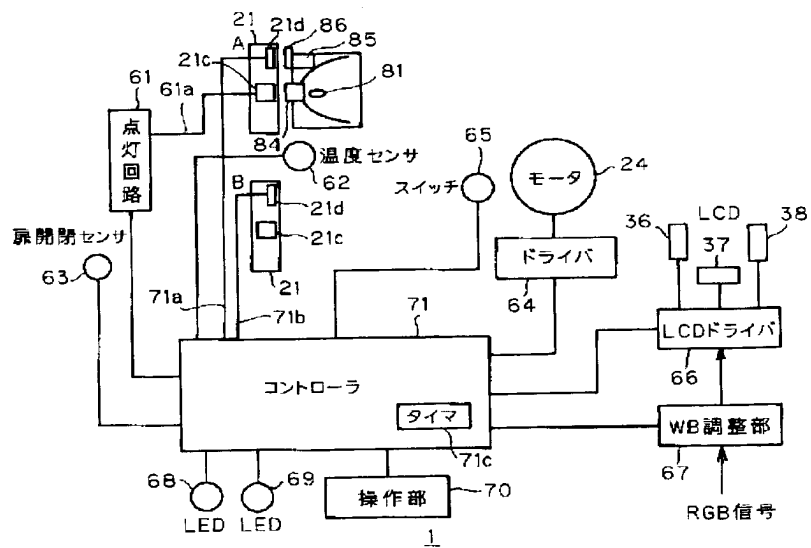 21
21d
86
85
A
21c
61
61a
81
点灯回路
84
温度センサ
62
65
スイッチ
モータ
24
B
21d
21c
21
36
LCD
37
38
扉開閉センサ
63
ドライバ
64
71a
71b
71
LCDドライバ
66
コントローラ
タイマ
71c
WB調整部
67
68
LED
69
LED
操作部
70
RGB信号
1